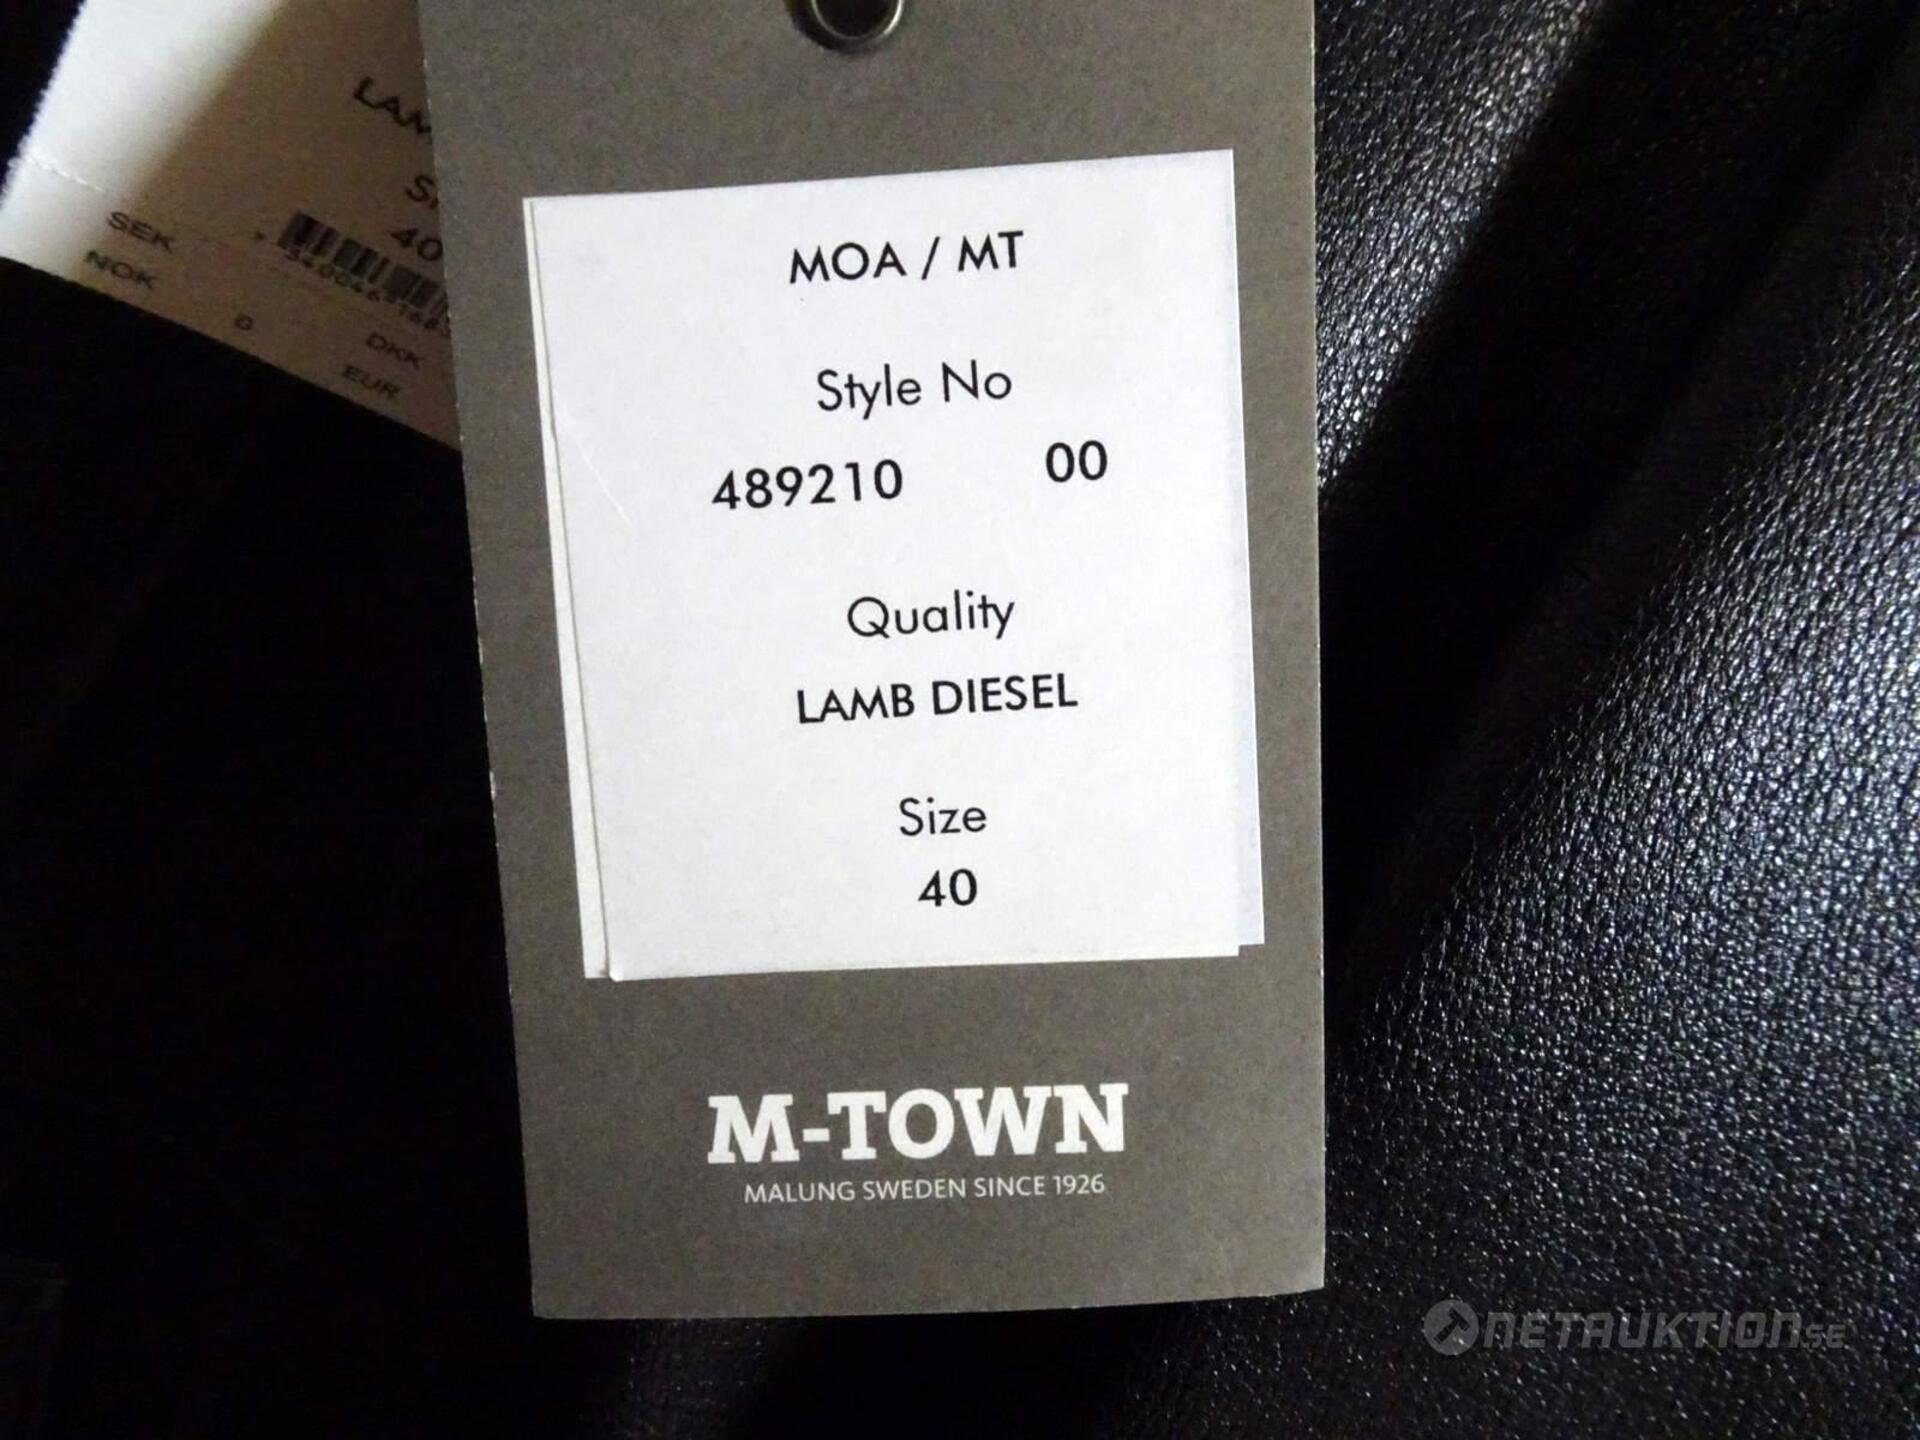 MOA / MT
Style No
489210 00
Quality
LAMB DIESEL
Size
40
M-TOWN
MALUNG SWEDEN SINCE 1926
40
SEK
NOK
DKK
EUR
NETAUKTION.SE